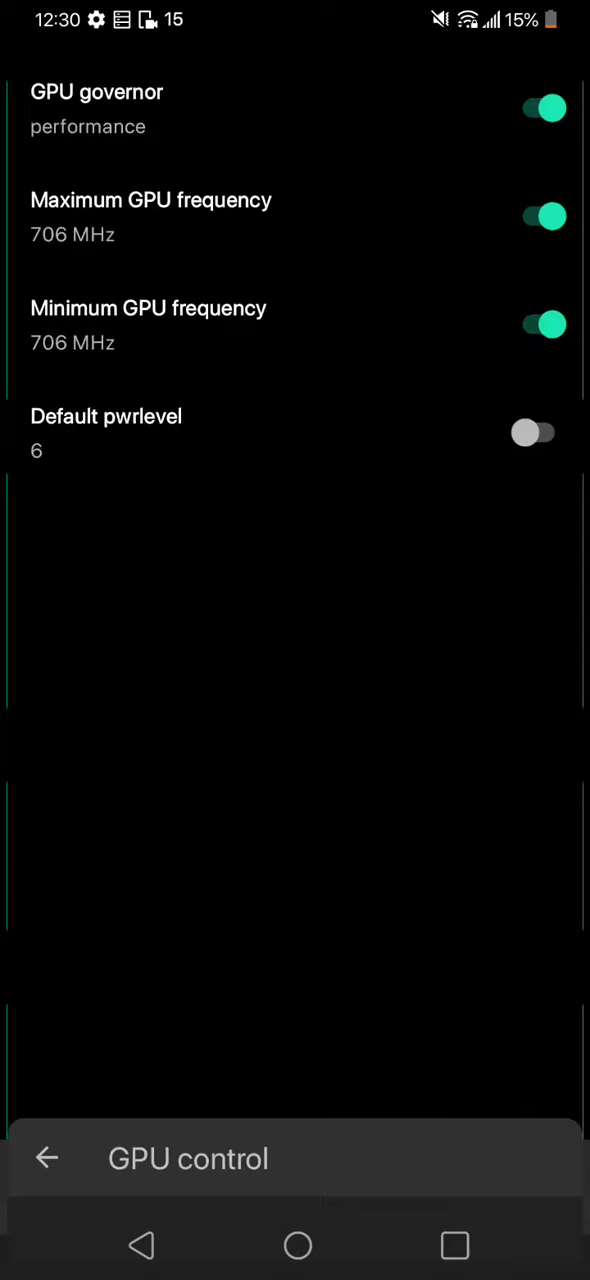 12:30 15 15%
GPU governor
performance
Maximum GPU frequency
706 MHz
Minimum GPU frequency
706 MHz
Default pwrlevel
6
GPU control